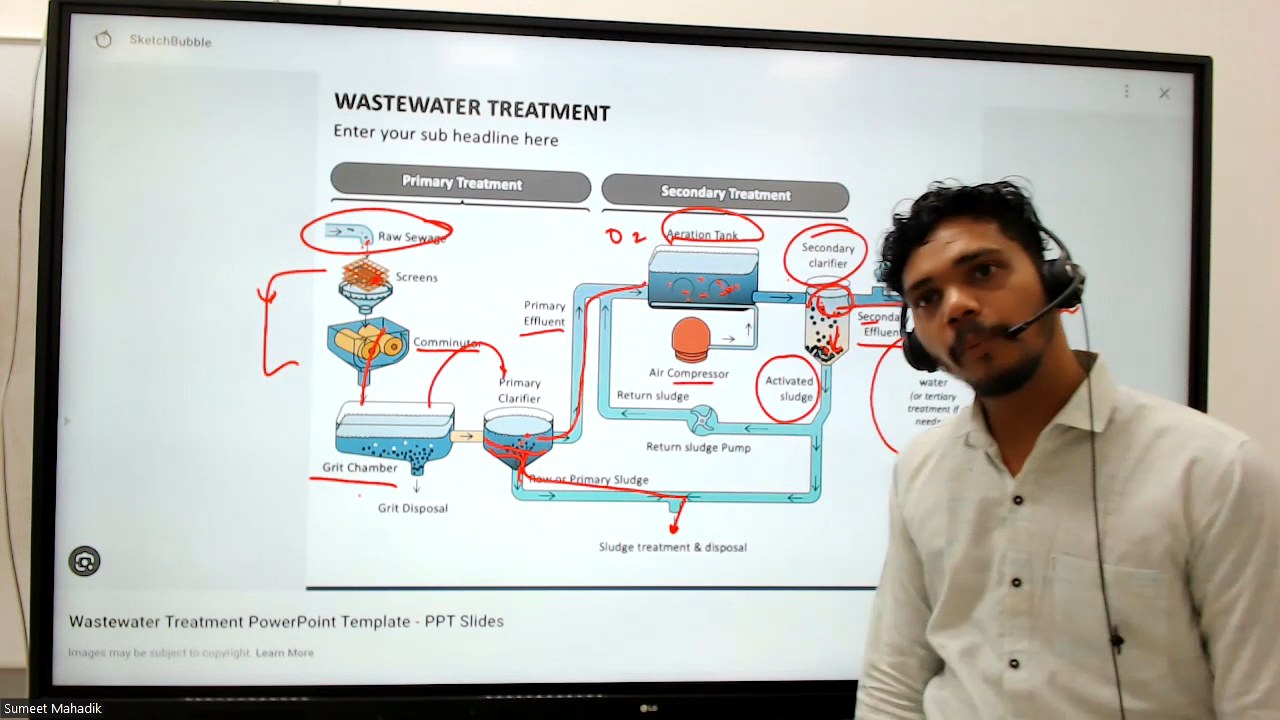 SketchBubble
WASTEWATER TREATMENT
Enter your sub headline here
Primary Treatment
Secondary Treatment
Raw Sewage
O2
Aeration Tank
Secondary
clarifier
Screens
Primary
Effluent
Secondary
Effluent
Comminutor
Air Compressor
Primary
Clarifier
Activated
sludge
water
(or tertiary
treatment if
Return sludge
Return sludge Pump
Grit Chamber
Raw or Primary Sludge
Grit Disposal
Sludge treatment & disposal
Wastewater Treatment PowerPoint Template - PPT Slides
Images may be subject to copyright. Learn More
LG
Sumeet Mahadik